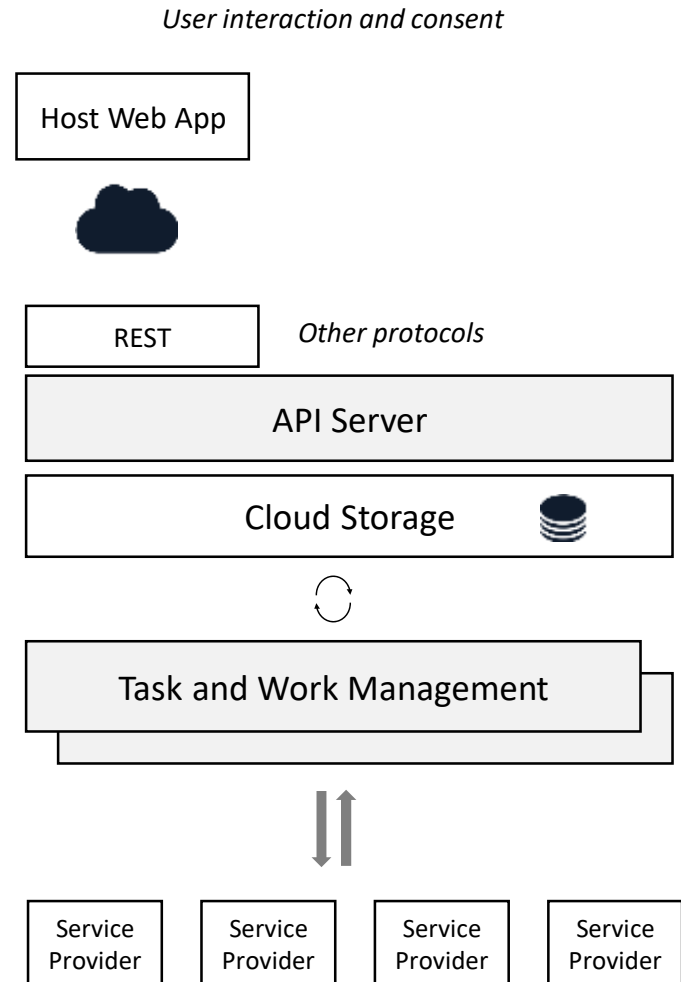 User interaction and consent
Host Web App
REST
Other protocols
API Server
Cloud Storage
Task and Work Management
Service
Provider
Service
Provider
Service
Provider
Service
Provider